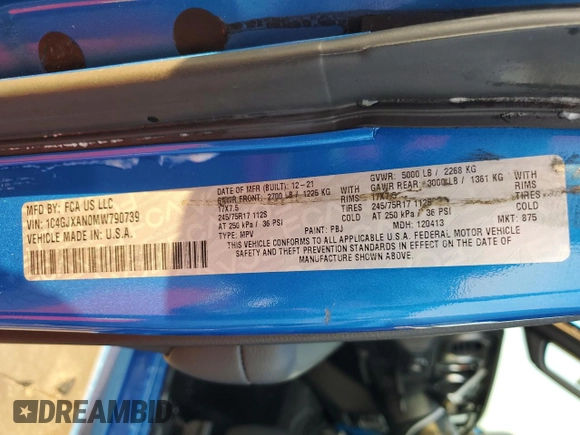 MFD BY: FCA US LLC
VIN: 1C4GJXAN0MW790739
VEHICLE MADE IN U.S.A.
DATE OF MFR (BUILT): 12-21
GAWR FRONT: 2700 LB / 1226 KG WITH
17X7.5 RIMS
245/75R17 112S TIRES
AT 250 kPa / 36 PSI COLD
TYPE: MPV
PAINT: PBJ
GVWR: 5000 LB / 2268 KG
GAWR REAR: 3000 LB / 1361 KG WITH
17X7.5 RIMS
245/75R17 112S TIRES
AT 250 kPa / 36 PSI COLD
MDH: 120413
MKT: 875
THIS VEHICLE CONFORMS TO ALL APPLICABLE U.S.A. FEDERAL MOTOR VEHICLE
SAFETY AND THEFT PREVENTION STANDARDS IN EFFECT ON THE DATE OF
MANUFACTURE SHOWN ABOVE.
DREAMBID